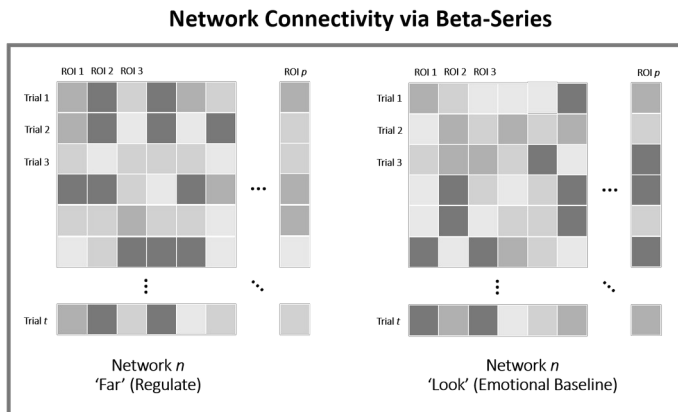 Network Connectivity via Beta-Series
ROI 1 ROI 2 ROI 3 ROI p
Trial 1
Trial 2
Trial 3
...
Trial t
Network n
'Far' (Regulate)
ROI 1 ROI 2 ROI 3 ROI p
Trial 1
Trial 2
Trial 3
...
Trial t
Network n
'Look' (Emotional Baseline)